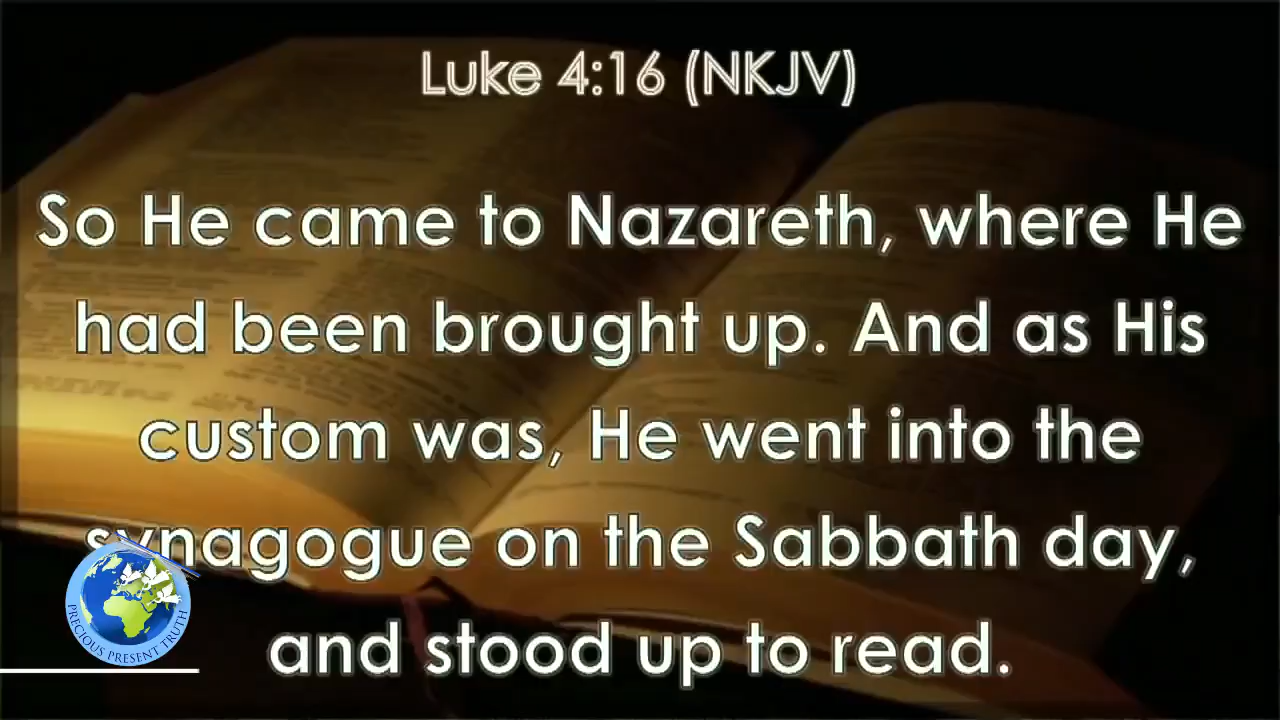 Luke 4:16 (NKJV)
So He came to Nazareth, where He
had been brought up. And as His
custom was, He went into the
synagogue on the Sabbath day,
and stood up to read.
PRECIOUS PRESENT TRUTH